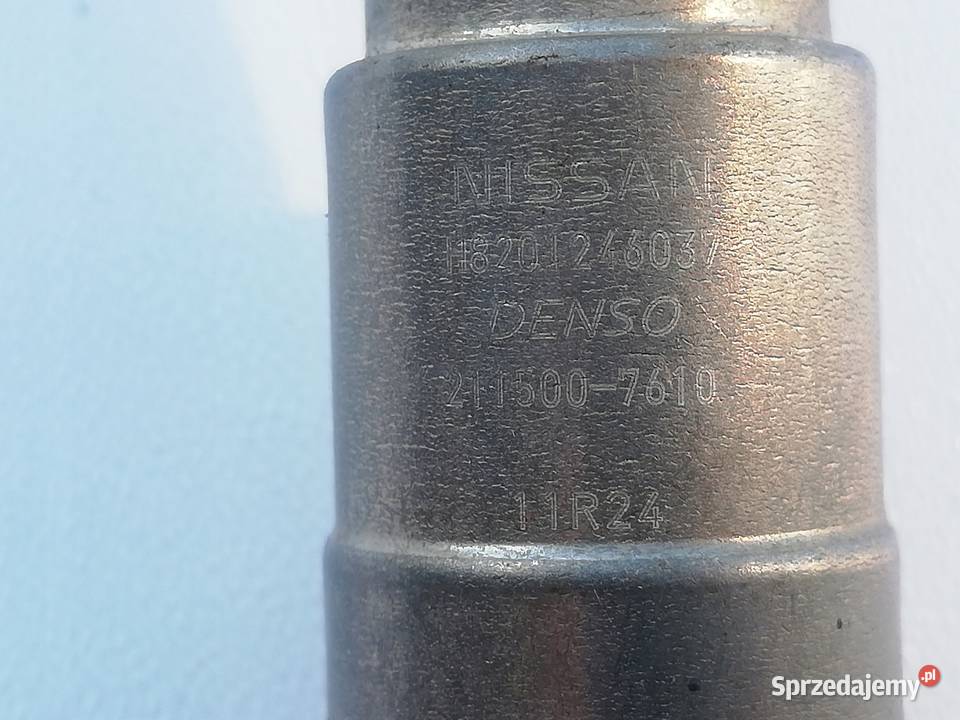 NISSAN
H8201246037
DENSO
211500-7610
11R24
Sprzedajemy.pl